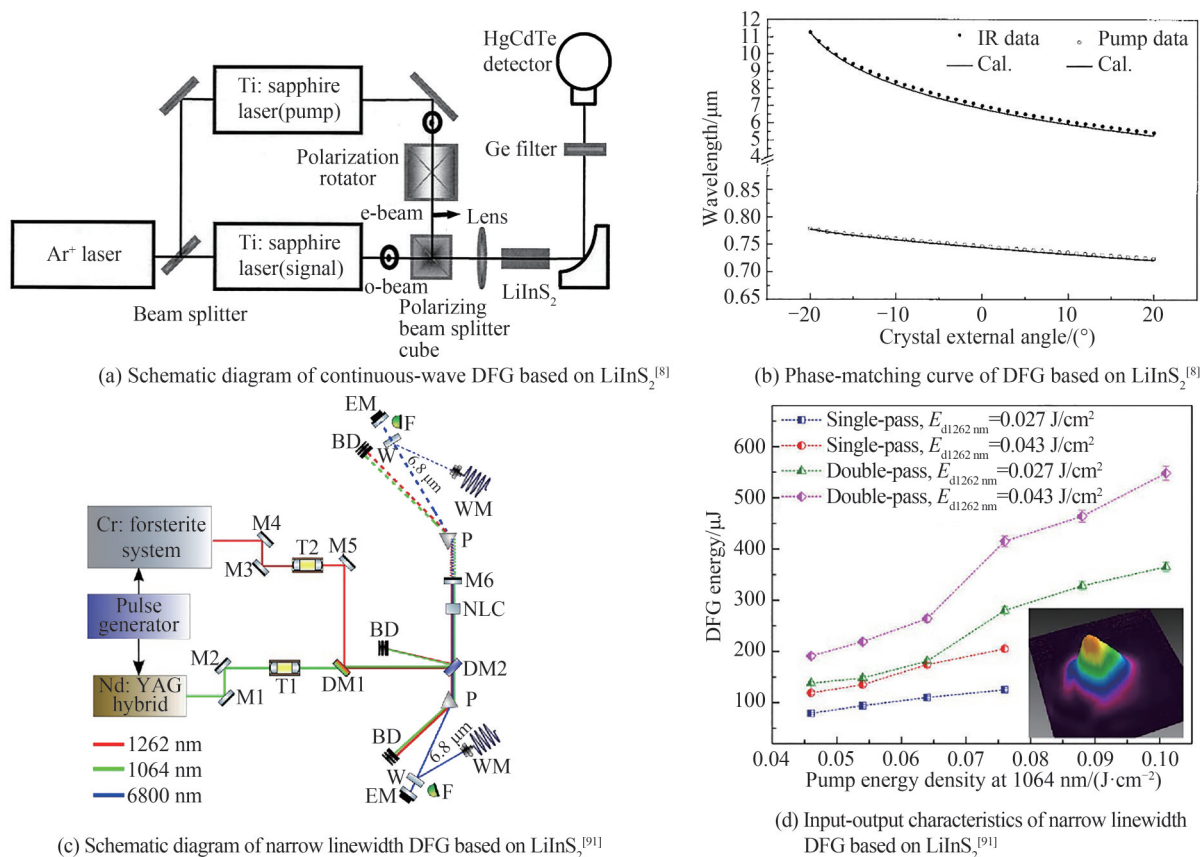 HgCdTe
detector
Ti: sapphire
laser(pump)
Ge filter
Polarization
rotator
e-beam
Lens
Ar⁺ laser
Ti: sapphire
laser(signal)
o-beam
LiInS₂
Beam splitter
Polarizing
beam splitter
cube
(a) Schematic diagram of continuous-wave DFG based on LiInS₂[8]
12
11
10
9
8
7
6
5
4
0.85
0.80
0.75
0.70
0.65
Wavelength/μm
IR data
Pump data
Cal.
Cal.
−20
−10
0
10
20
Crystal external angle/(°)
(b) Phase-matching curve of DFG based on LiInS₂[8]
EM
F
BD
W
6.8 μm
WM
P
Cr: forsterite
system
M4
M3
T2
M5
M6
NLC
Pulse
generator
BD
DM2
M2
M1
T1
DM1
Nd: YAG
hybrid
P
BD
6.8 μm
WM
W
EM
F
1262 nm
1064 nm
6800 nm
(c) Schematic diagram of narrow linewidth DFG based on LiInS₂[91]
600
500
400
300
200
100
DFG energy/μJ
Single-pass, Ed1262 nm=0.027 J/cm²
Single-pass, Ed1262 nm=0.043 J/cm²
Double-pass, Ed1262 nm=0.027 J/cm²
Double-pass, Ed1262 nm=0.043 J/cm²
0.04
0.05
0.06
0.07
0.08
0.09
0.10
Pump energy density at 1064 nm/(J·cm⁻²)
(d) Input-output characteristics of narrow linewidth
DFG based on LiInS₂[91]